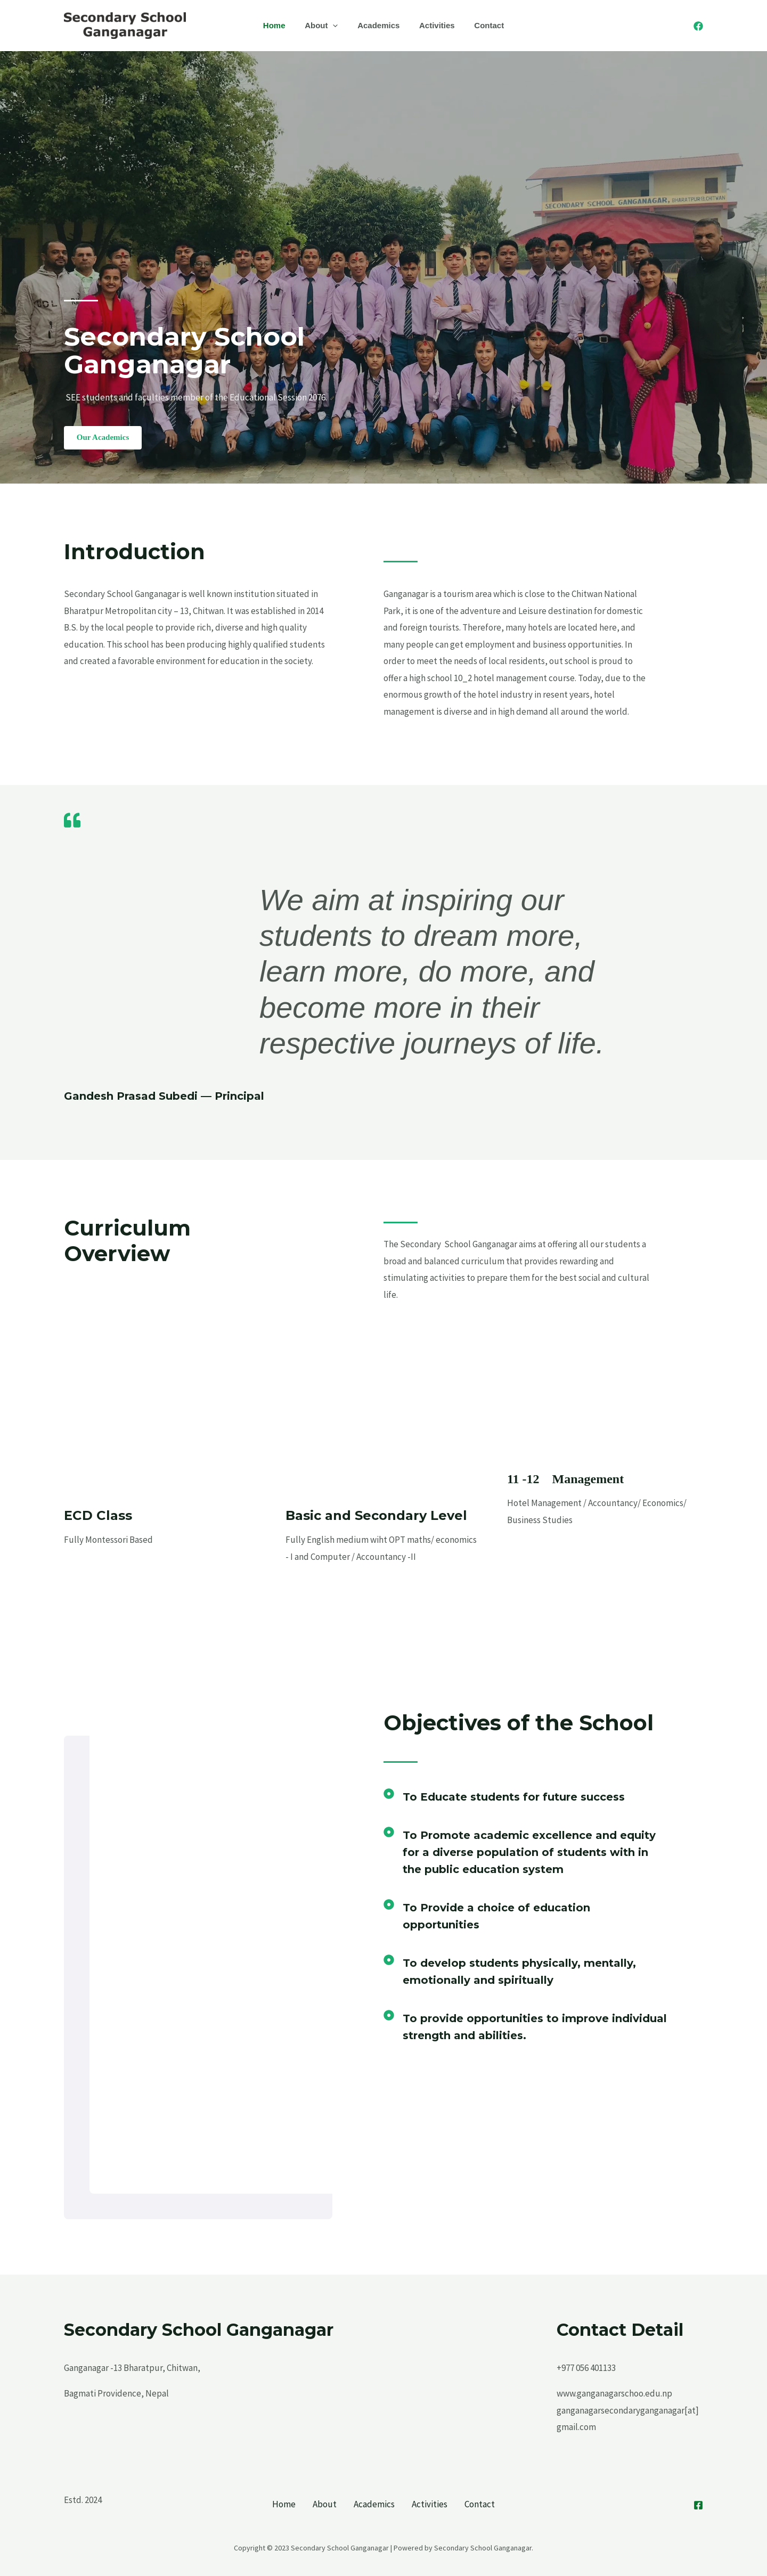 Secondary School
Ganganagar
Home
About
Academics
Activities
Contact
SECONDARY SCHOOL GANGANAGAR,
Secondary School
Ganganagar
SEE students and faculties member of the Educational Session 2076.
Our Academics
Introduction
Secondary School Ganganagar is well known institution situated in
Bharatpur Metropolitan city – 13, Chitwan. It was established in 2014
B.S. by the local people to provide rich, diverse and high quality
education. This school has been producing highly qualified students
and created a favorable environment for education in the society.
Ganganagar is a tourism area which is close to the Chitwan National
Park, it is one of the adventure and Leisure destination for domestic
and foreign tourists. Therefore, many hotels are located here, and
many people can get employment and business opportunities. In
order to meet the needs of local residents, out school is proud to
offer a high school 10_2 hotel management course. Today, due to the
enormous growth of the hotel industry in resent years, hotel
management is diverse and in high demand all around the world.
We aim at inspiring our
students to dream more,
learn more, do more, and
become more in their
respective journeys of life.
Gandesh Prasad Subedi — Principal
Curriculum
Overview
The Secondary School Ganganagar aims at offering all our students a
broad and balanced curriculum that provides rewarding and
stimulating activities to prepare them for the best social and cultural
life.
ECD Class
Fully Montessori Based
Basic and Secondary Level
Fully English medium wiht OPT maths/ economics
- I and Computer / Accountancy -II
11 -12 Management
Hotel Management / Accountancy/ Economics/
Business Studies
Objectives of the School
To Educate students for future success
To Promote academic excellence and equity
for a diverse population of students with in
the public education system
To Provide a choice of education
opportunities
To develop students physically, mentally,
emotionally and spiritually
To provide opportunities to improve individual
strength and abilities.
Secondary School Ganganagar
Ganganagar -13 Bharatpur, Chitwan,
Bagmati Providence, Nepal
Contact Detail
+977 056 401133
www.ganganagarschoo.edu.np
ganganagarsecondaryganganagar[at]
gmail.com
Estd. 2024
Home
About
Academics
Activities
Contact
Copyright © 2023 Secondary School Ganganagar | Powered by Secondary School Ganganagar.